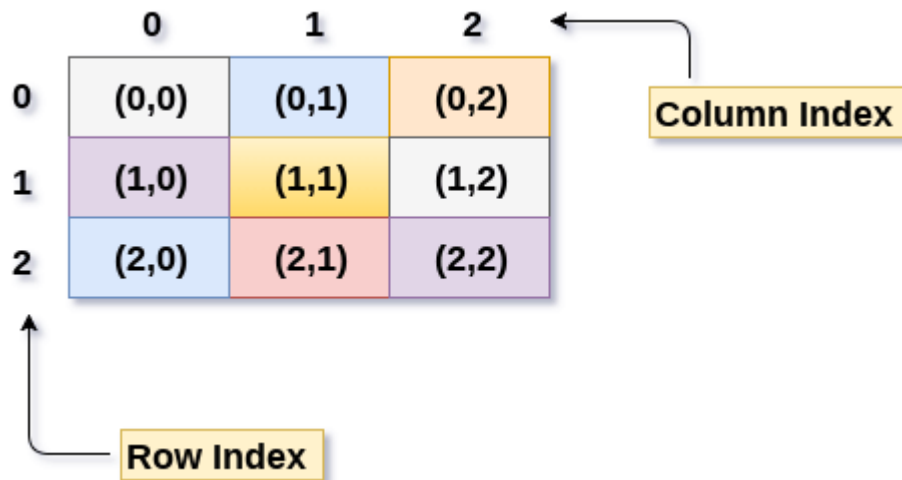 0 1 2
0 (0,0) (0,1) (0,2)
Column Index
1 (1,0) (1,1) (1,2)
2 (2,0) (2,1) (2,2)
Row Index